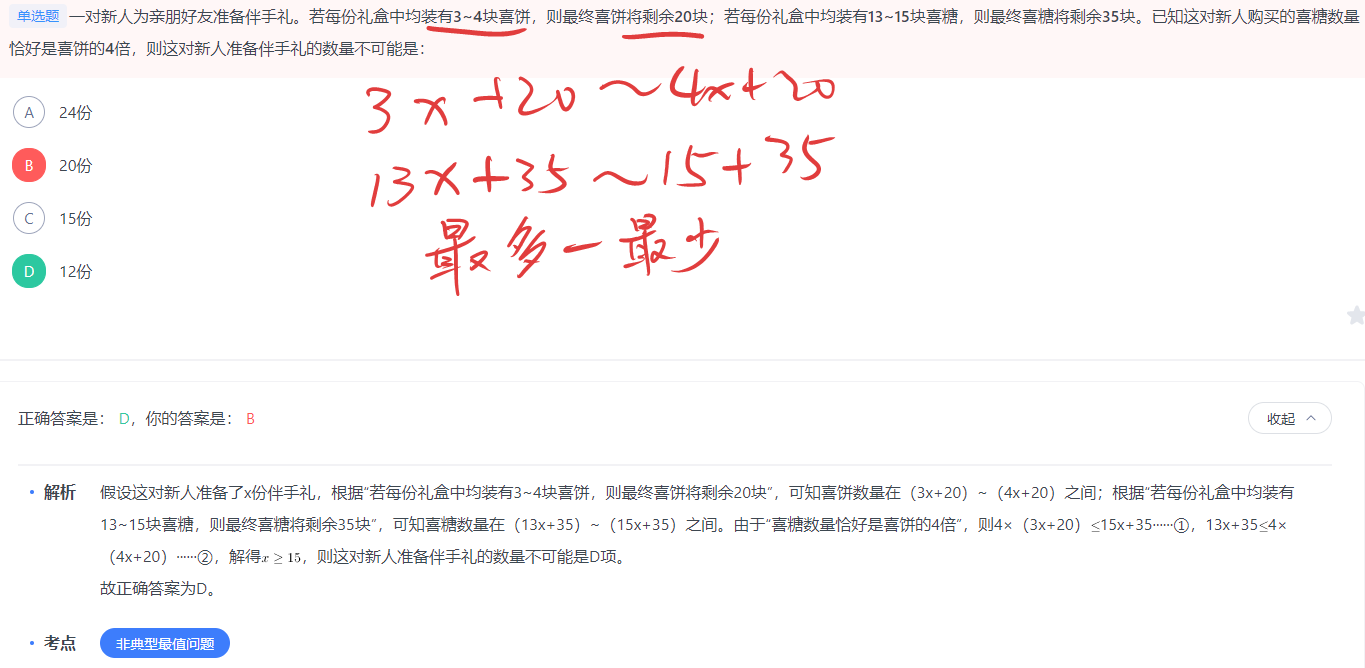 单选题 一对新人为亲朋好友准备伴手礼。若每份礼盒中均装有3~4块喜饼，则最终喜饼将剩余20块；若每份礼盒中均装有13~15块喜糖，则最终喜糖将剩余35块。已知这对新人购买的喜糖数量
恰好是喜饼的4倍，则这对新人准备伴手礼的数量不可能是：
3x+20～4x+20
A 24份
13x+35～15+35
B 20份
最多一最少
C 15份
D 12份
正确答案是： D，你的答案是： B
收起
解析 假设这对新人准备了x份伴手礼，根据“若每份礼盒中均装有3~4块喜饼，则最终喜饼将剩余20块”，可知喜饼数量在（3x+20）~（4x+20）之间；根据“若每份礼盒中均装有
13~15块喜糖，则最终喜糖将剩余35块”，可知喜糖数量在（13x+35）~（15x+35）之间。由于“喜糖数量恰好是喜饼的4倍”，则4×（3x+20）≤15x+35······①，13x+35≤4×
（4x+20）······②，解得x ≥ 15，则这对新人准备伴手礼的数量不可能是D项。
故正确答案为D。
考点 非典型最值问题